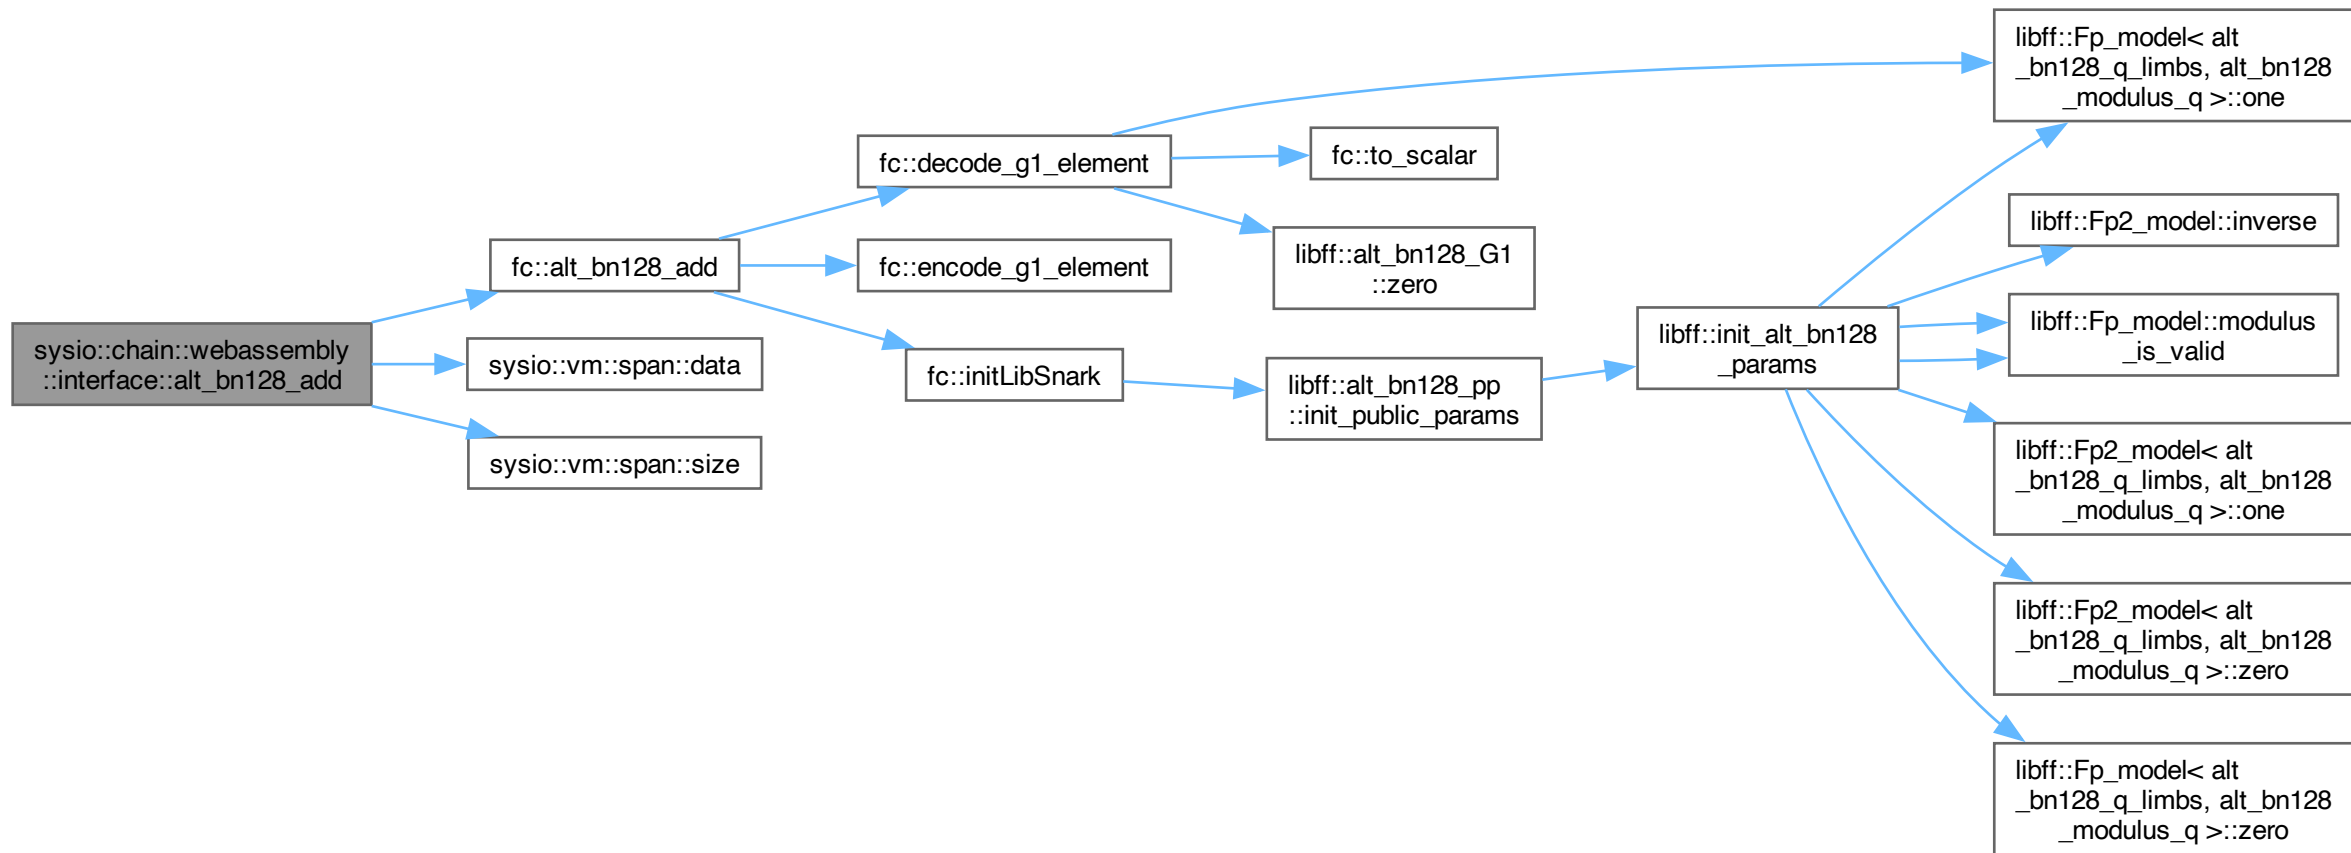 sysio::chain::webassembly
::interface::alt_bn128_add
fc::alt_bn128_add
sysio::vm::span::data
sysio::vm::span::size
fc::decode_g1_element
fc::encode_g1_element
fc::initLibSnark
fc::to_scalar
libff::alt_bn128_G1
::zero
libff::alt_bn128_pp
::init_public_params
libff::init_alt_bn128
_params
libff::Fp_model< alt
_bn128_q_limbs, alt_bn128
_modulus_q >::one
libff::Fp2_model::inverse
libff::Fp_model::modulus
_is_valid
libff::Fp2_model< alt
_bn128_q_limbs, alt_bn128
_modulus_q >::one
libff::Fp2_model< alt
_bn128_q_limbs, alt_bn128
_modulus_q >::zero
libff::Fp_model< alt
_bn128_q_limbs, alt_bn128
_modulus_q >::zero